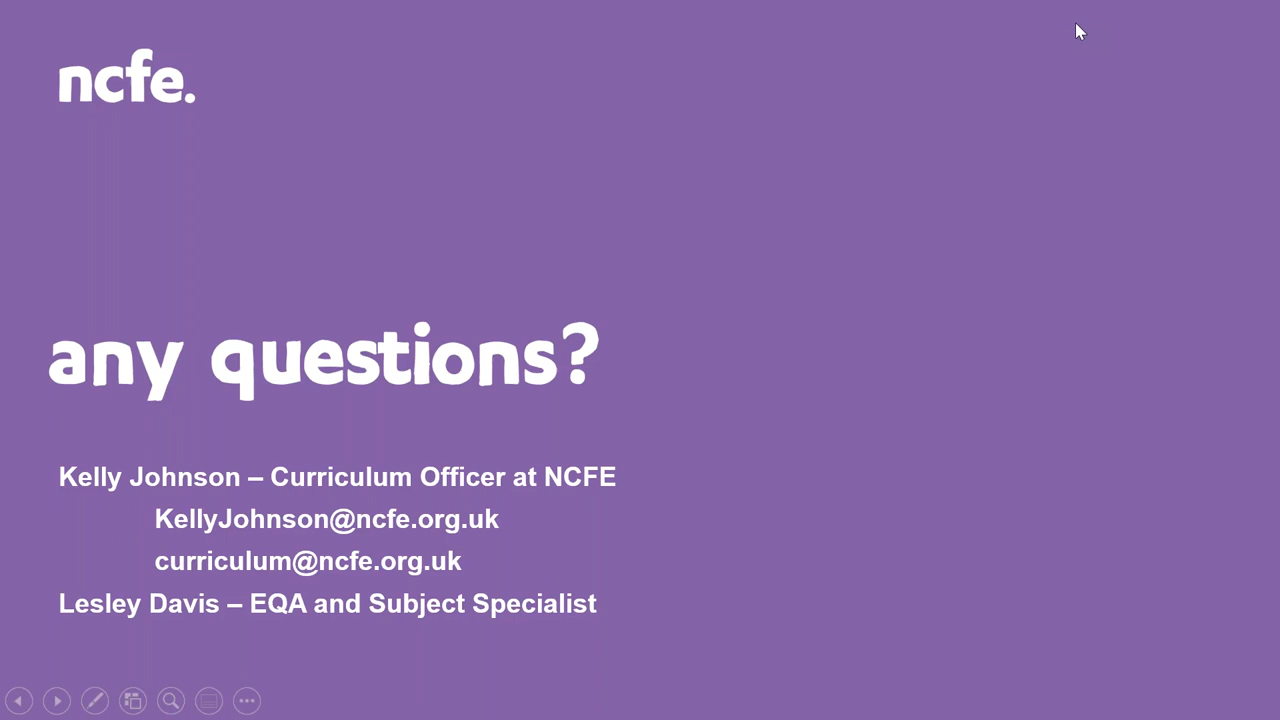 ncfe.
any questions?
Kelly Johnson – Curriculum Officer at NCFE
KellyJohnson@ncfe.org.uk
curriculum@ncfe.org.uk
Lesley Davis – EQA and Subject Specialist